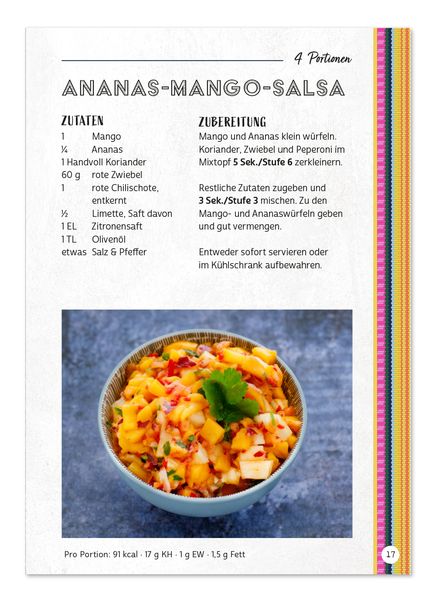 4 Portionen
ANANAS-MANGO-SALSA
ZUTATEN
1 Mango
¼ Ananas
1 Handvoll Koriander
60 g rote Zwiebel
1 rote Chilischote,
entkernt
½ Limette, Saft davon
1 EL Zitronensaft
1 TL Olivenöl
etwas Salz & Pfeffer
ZUBEREITUNG
Mango und Ananas klein würfeln.
Koriander, Zwiebel und Peperoni im
Mixtopf 5 Sek./Stufe 6 zerkleinern.
Restliche Zutaten zugeben und
3 Sek./Stufe 3 mischen. Zu den
Mango- und Ananaswürfeln geben
und gut vermengen.
Entweder sofort servieren oder
im Kühlschrank aufbewahren.
Pro Portion: 91 kcal · 17 g KH · 1 g EW · 1,5 g Fett
17